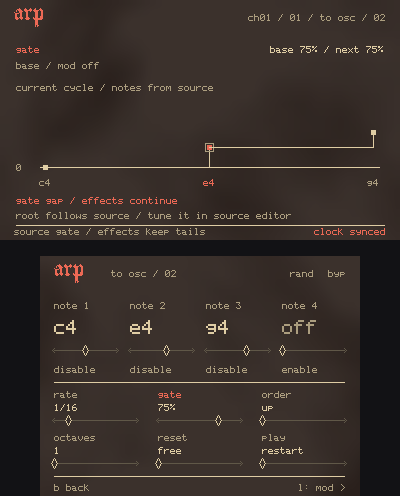 arp ch01 / 01 / to osc / 02
gate base 75% / next 75%
base / mod off
current cycle / notes from source
0
c4 e4 g4
gate gap / effects continue
root follows source / tune it in source editor
source gate / effects keep tails clock synced
arp to osc / 02 rand byp
note 1 note 2 note 3 note 4
c4 e4 g4 off
disable disable disable enable
rate gate order
1/16 75% up
octaves reset play
1 free restart
b back l: mod >